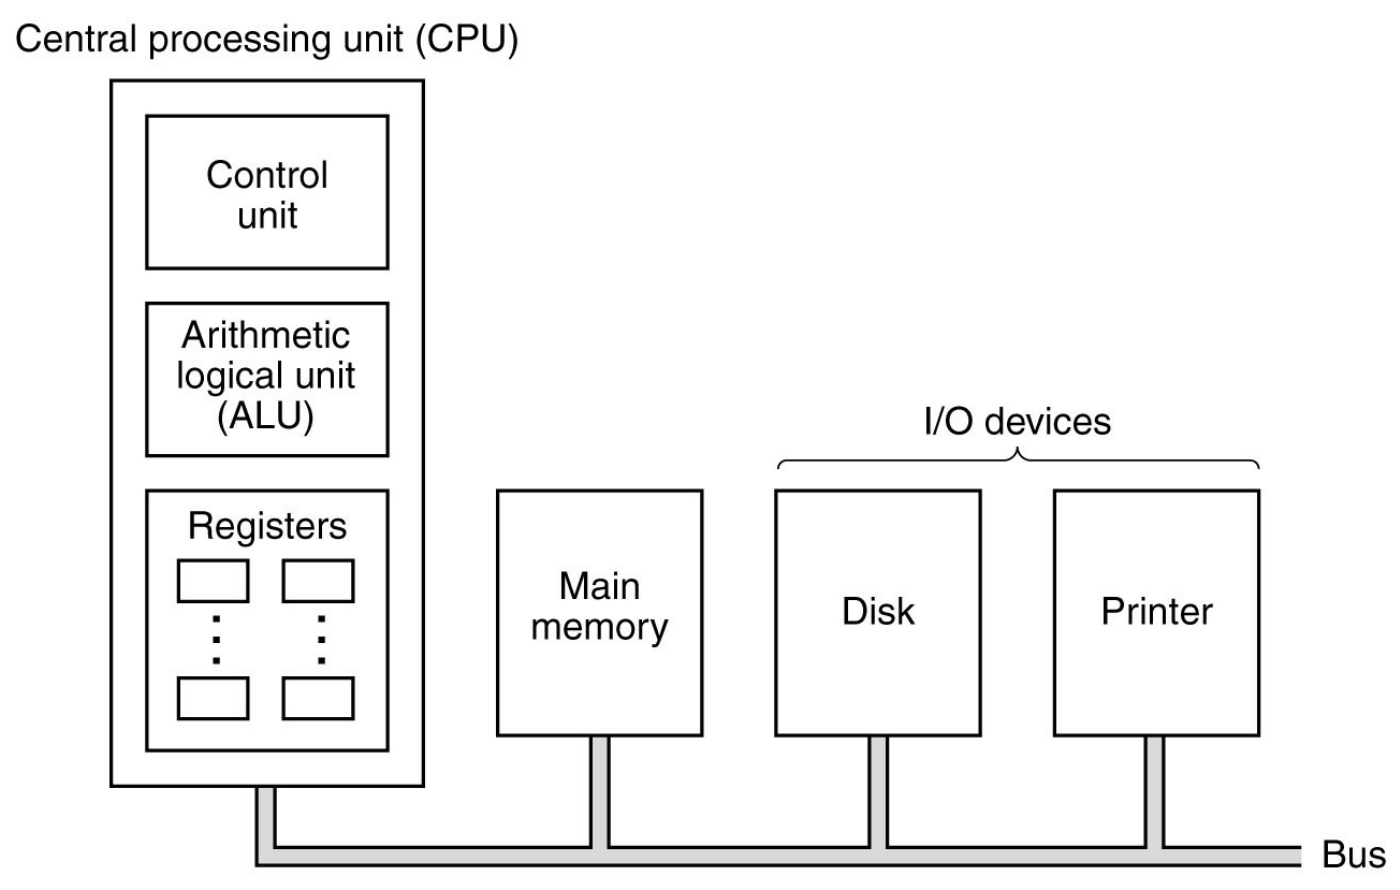 Central processing unit (CPU)
Control
unit
Arithmetic
logical unit
(ALU)
Registers
I/O devices
Main
memory
Disk
Printer
Bus